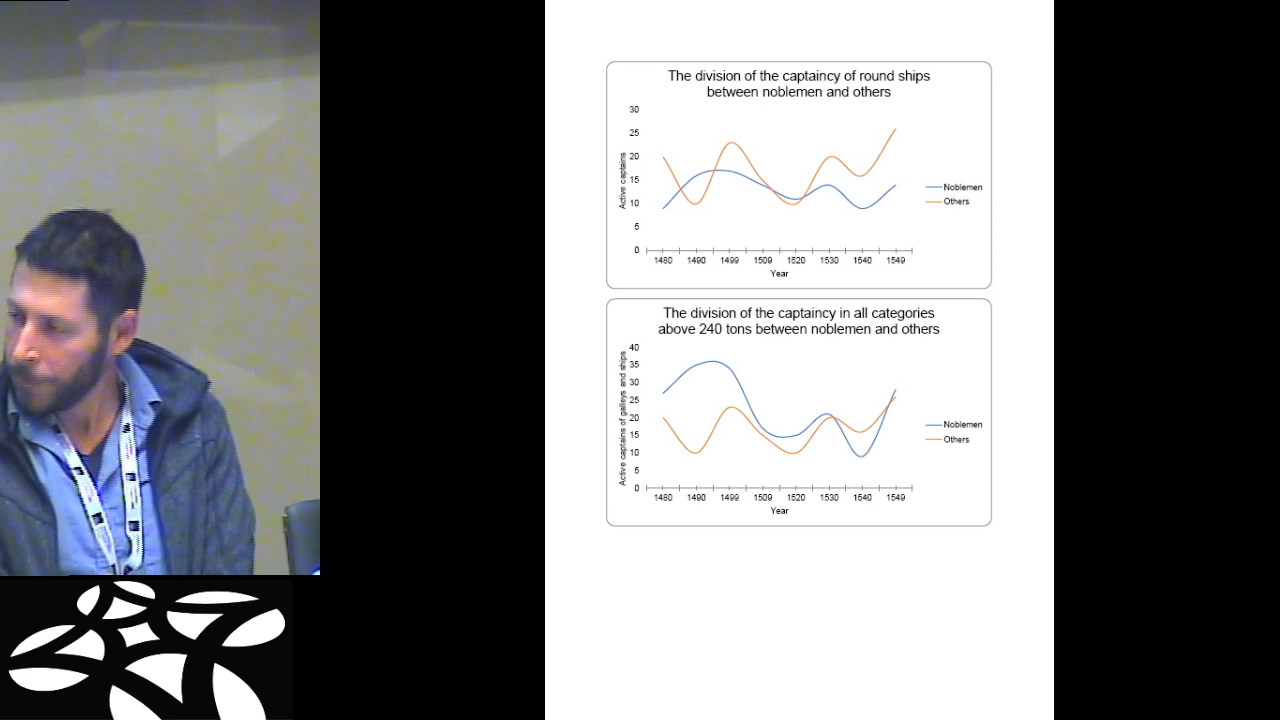 The division of the captaincy of round ships
between noblemen and others
30
25
20
15
10
5
0
Active captains
1480 1490 1499 1509 1520 1530 1540 1549
Year
Noblemen
Others
The division of the captaincy in all categories
above 240 tons between noblemen and others
40
35
30
25
20
15
10
5
0
Active captains of galleys and ships
1480 1490 1499 1509 1520 1530 1540 1549
Year
Noblemen
Others